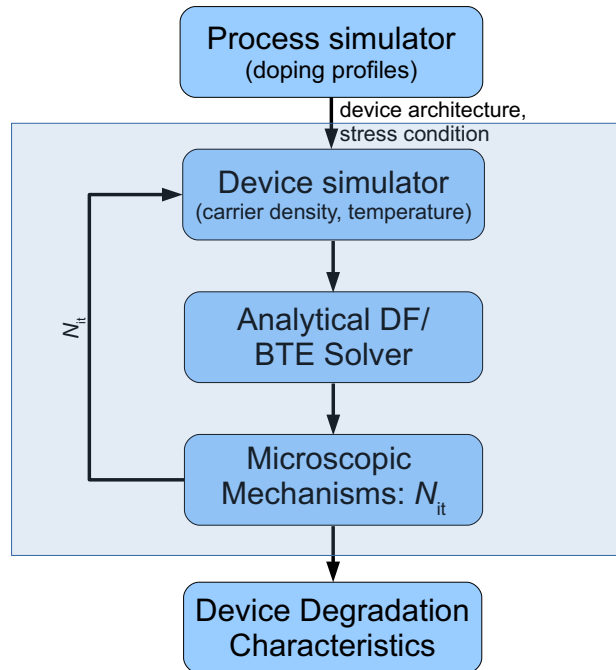 Process simulator
(doping profiles)
device architecture,
stress condition
Device simulator
(carrier density, temperature)
Analytical DF/
BTE Solver
Nit
Microscopic
Mechanisms: Nit
Device Degradation
Characteristics